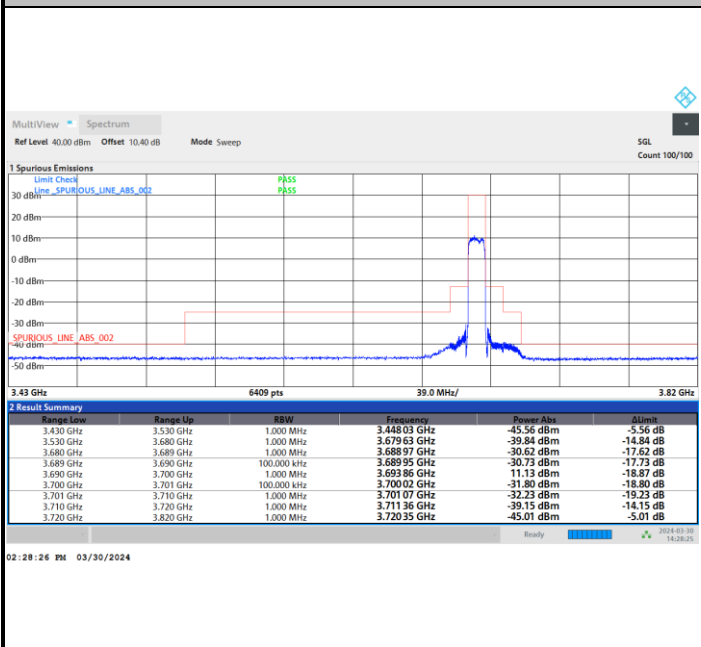 MultiView Spectrum
Ref Level 40.00 dBm Offset 10.40 dB Mode Sweep SGL
Count 100/100
1 Spurious Emissions
Limit Check PASS
Line _SPURIOUS_LINE_ABS_002 PASS
30 dBm
20 dBm
10 dBm
0 dBm
-10 dBm
-20 dBm
-30 dBm
_SPURIOUS_LINE_ABS_002
-40 dBm
-50 dBm
3.43 GHz 6409 pts 39.0 MHz/ 3.82 GHz
2 Result Summary
Range Low Range Up RBW Frequency Power Abs ΔLimit
3.430 GHz 3.530 GHz 1.000 MHz 3.448 03 GHz -45.56 dBm -5.56 dB
3.530 GHz 3.680 GHz 1.000 MHz 3.679 63 GHz -39.84 dBm -14.84 dB
3.680 GHz 3.689 GHz 1.000 MHz 3.688 97 GHz -30.62 dBm -17.62 dB
3.689 GHz 3.690 GHz 100.000 kHz 3.689 95 GHz -30.73 dBm -17.73 dB
3.690 GHz 3.700 GHz 1.000 MHz 3.693 86 GHz 11.13 dBm -18.87 dB
3.700 GHz 3.701 GHz 100.000 kHz 3.700 02 GHz -31.80 dBm -18.80 dB
3.701 GHz 3.710 GHz 1.000 MHz 3.701 07 GHz -32.23 dBm -19.23 dB
3.710 GHz 3.720 GHz 1.000 MHz 3.711 36 GHz -39.15 dBm -14.15 dB
3.720 GHz 3.820 GHz 1.000 MHz 3.720 35 GHz -45.01 dBm -5.01 dB
Ready 2024-03-30
14:28:25
02:28:26 PM 03/30/2024